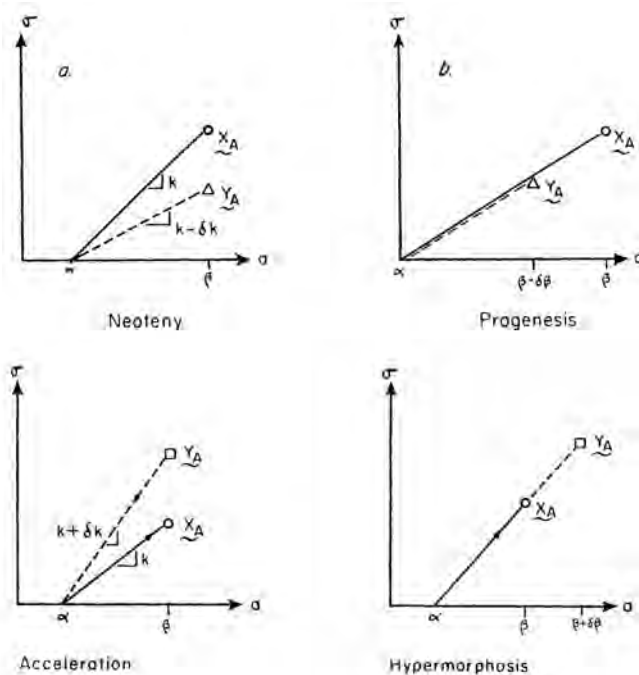 σ
a.
X_A
k
Y_A
k-δk
α
β
a
Neoteny
σ
b.
X_A
Y_A
α
β-δβ
β
a
Progenesis
σ
Y_A
k+δk
X_A
k
α
β
a
Acceleration
σ
Y_A
X_A
α
β
β+δβ
a
Hypermorphosis